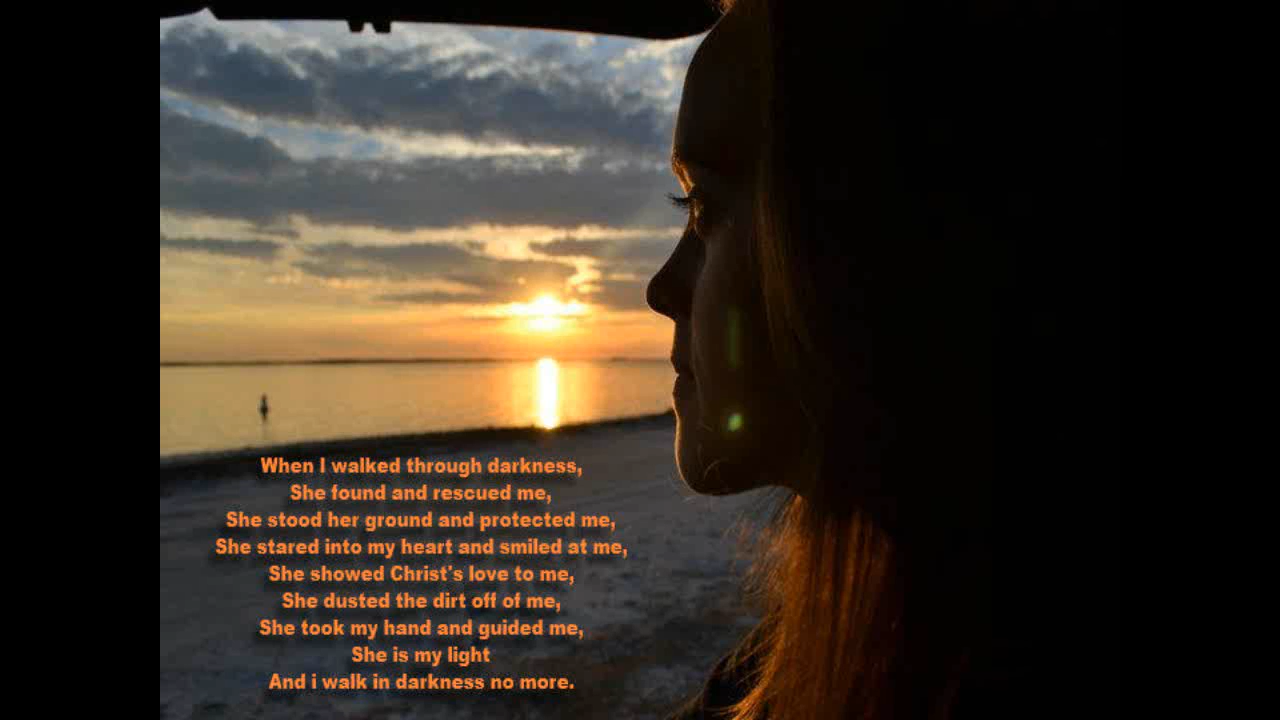 When I walked through darkness,
She found and rescued me,
She stood her ground and protected me,
She stared into my heart and smiled at me,
She showed Christ's love to me,
She dusted the dirt off of me,
She took my hand and guided me,
She is my light
And i walk in darkness no more.